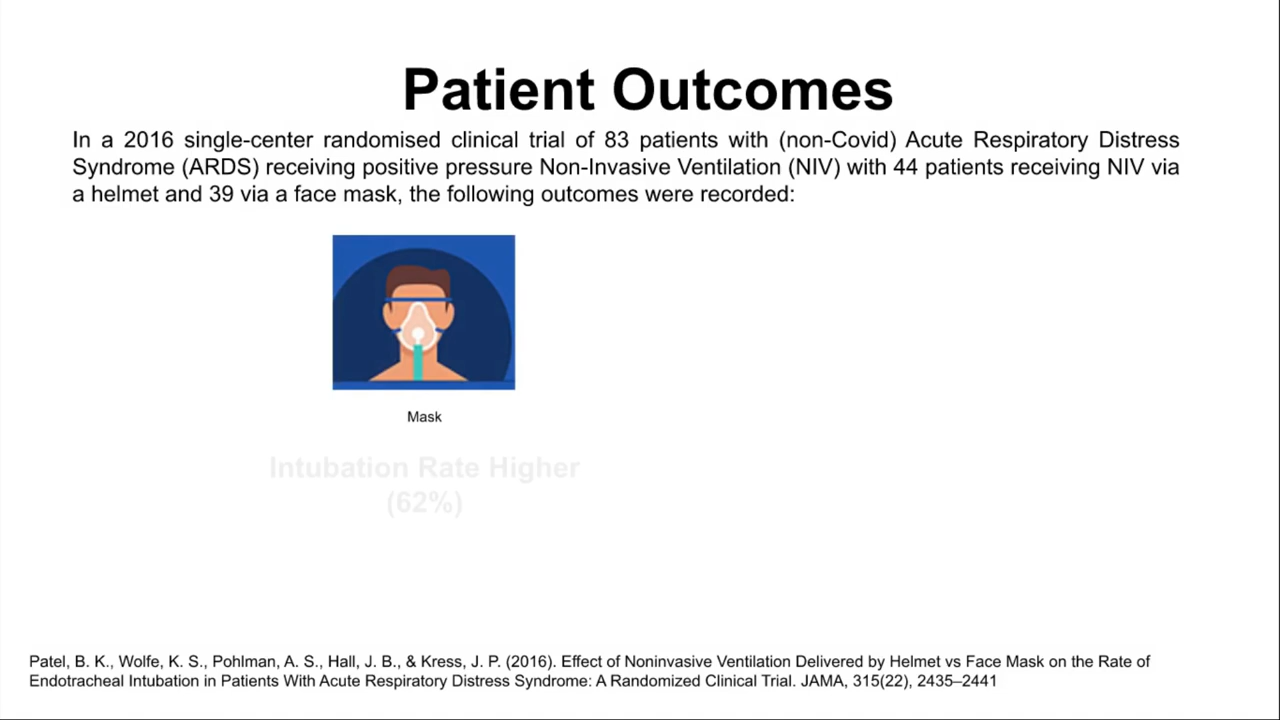 Patient Outcomes
In a 2016 single-center randomised clinical trial of 83 patients with (non-Covid) Acute Respiratory Distress
Syndrome (ARDS) receiving positive pressure Non-Invasive Ventilation (NIV) with 44 patients receiving NIV via
a helmet and 39 via a face mask, the following outcomes were recorded:
Mask
Intubation Rate Higher
(62%)
Patel, B. K., Wolfe, K. S., Pohlman, A. S., Hall, J. B., & Kress, J. P. (2016). Effect of Noninvasive Ventilation Delivered by Helmet vs Face Mask on the Rate of
Endotracheal Intubation in Patients With Acute Respiratory Distress Syndrome: A Randomized Clinical Trial. JAMA, 315(22), 2435–2441